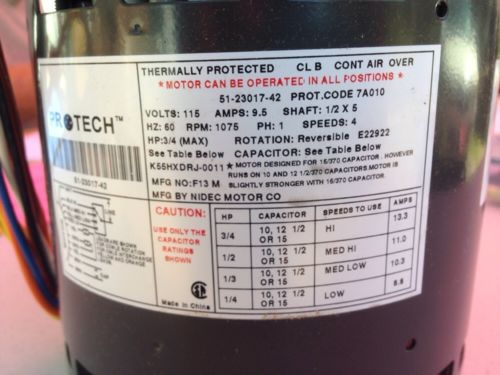 THERMALLY PROTECTED CL B CONT AIR OVER
* MOTOR CAN BE OPERATED IN ALL POSITIONS *
51-23017-42 PROT.CODE 7A010
PROTECH™
VOLTS: 115 AMPS: 9.5 SHAFT: 1/2 X 5
HZ: 60 RPM: 1075 PH: 1 SPEEDS: 4
HP:3/4 (MAX) ROTATION: Reversible E22922
See Table Below CAPACITOR: See Table Below
K55HXDRJ-0011 * MOTOR DESIGNED FOR 15/370 CAPACITOR. HOWEVER
RUNS ON 10 AND 12 1/2/370 CAPACITORS.MOTOR IS
MFG NO:F13 M SLIGHTLY STRONGER WITH 15/370 CAP.
MFG BY NIDEC MOTOR CO
51-23017-42
LINE
CAP.
CAUTION:
USE ONLY THE
CAPACITOR
RATINGS
SHOWN
Made in China
HP CAPACITOR SPEEDS TO USE AMPS
3/4 10, 12 1/2 OR 15 HI 13.3
1/2 10, 12 1/2 OR 15 MED HI 11.0
1/3 10, 12 1/2 OR 15 MED LOW 10.3
1/4 10, 12 1/2 OR 15 LOW